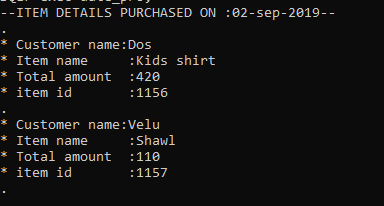 --ITEM DETAILS PURCHASED ON :02-sep-2019--
.
* Customer name:Dos
* Item name     :Kids shirt
* Total amount  :420
* item id       :1156
.
* Customer name:Velu
* Item name     :Shawl
* Total amount  :110
* item id       :1157
.